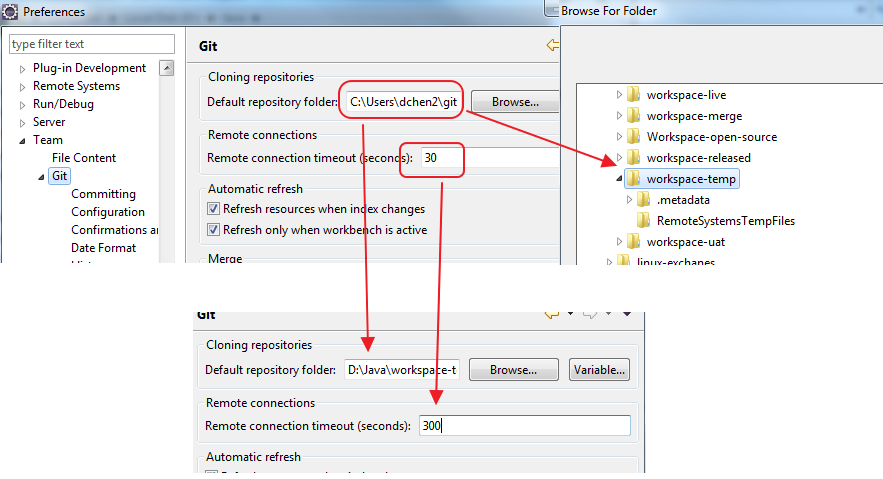 Preferences
type filter text
Plug-in Development
Remote Systems
Run/Debug
Server
Team
File Content
Git
Committing
Configuration
Confirmations
Date Format
Git
Cloning repositories
Default repository folder: C:\Users\dchen2\git Browse...
Remote connections
Remote connection timeout (seconds): 30
Automatic refresh
Refresh resources when index changes
Refresh only when workbench is active
Merge
Browse For Folder
workspace-live
workspace-merge
Workspace-open-source
workspace-released
workspace-temp
.metadata
RemoteSystemsTempFiles
workspace-uat
linux-exchanes
Git
Cloning repositories
Default repository folder: D:\Java\workspace-t Browse... Variable...
Remote connections
Remote connection timeout (seconds): 300
Automatic refresh